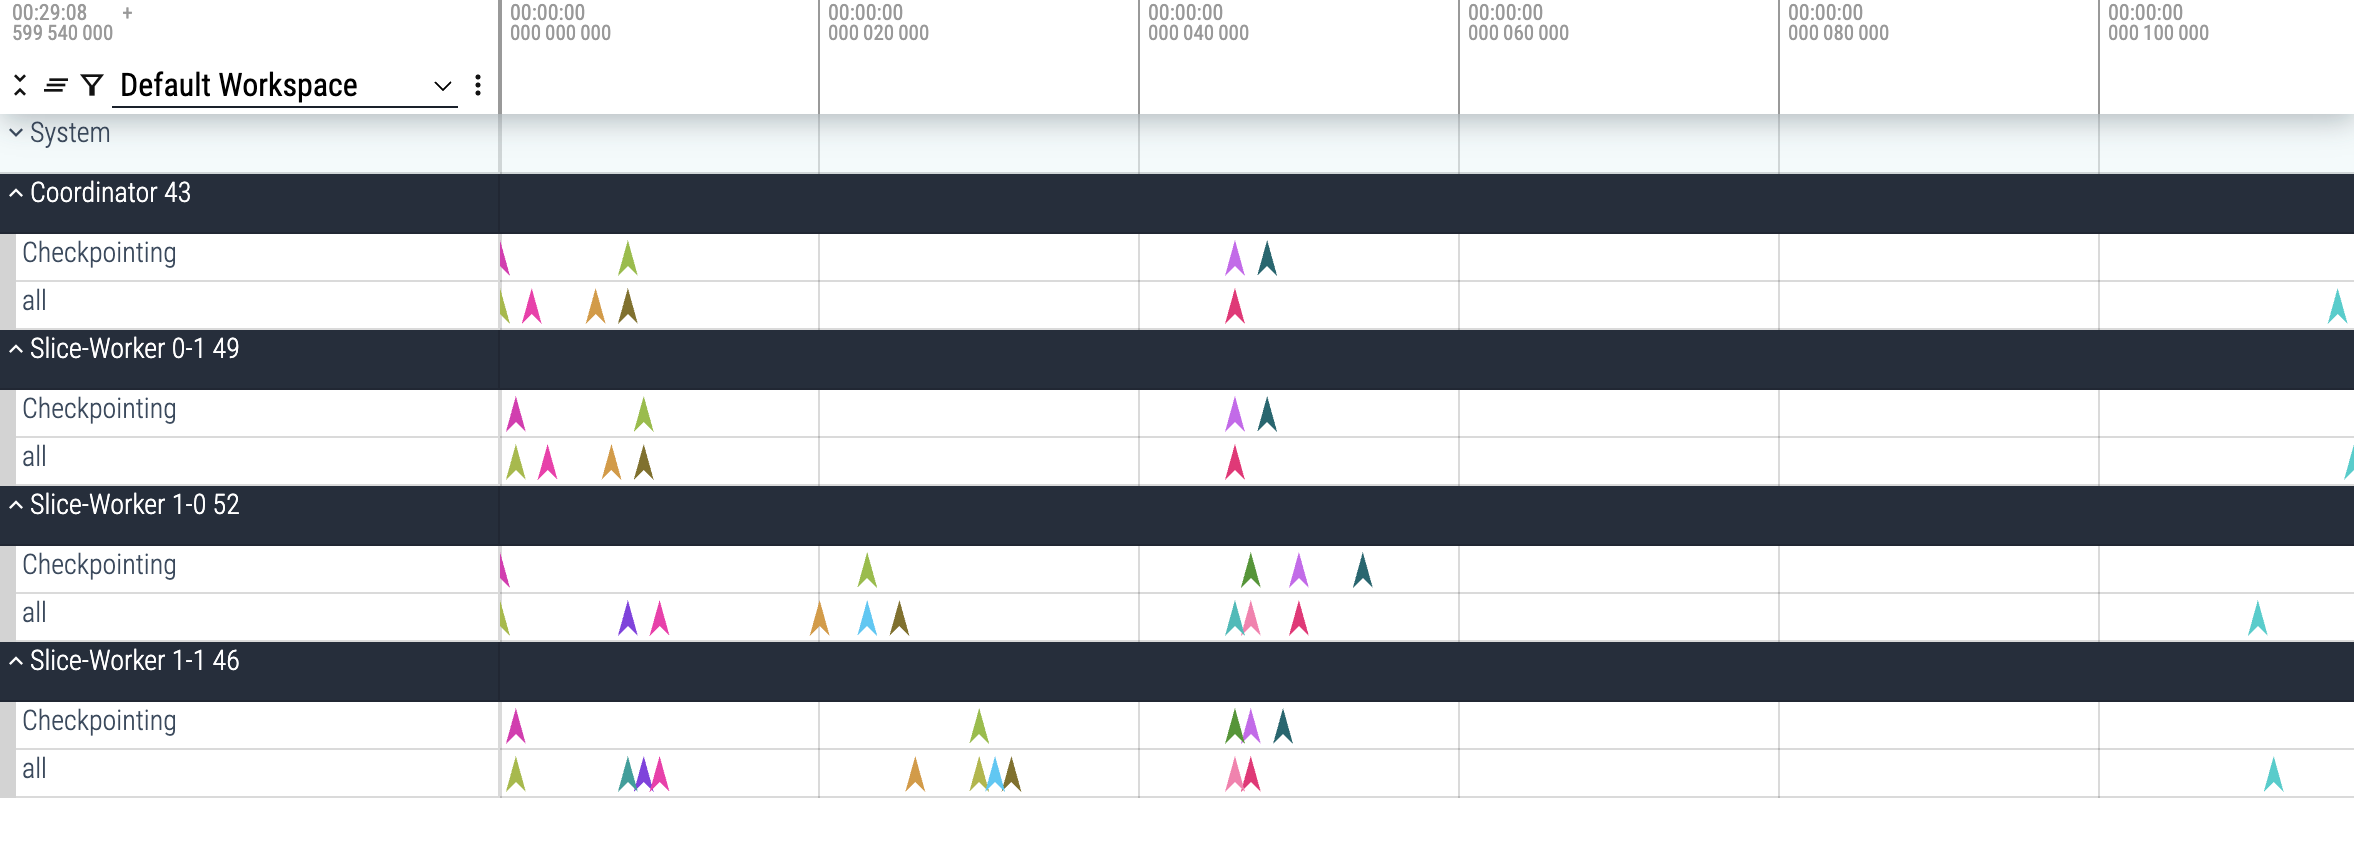 00:29:08 +
599 540 000
00:00:00
000 000 000
00:00:00
000 020 000
00:00:00
000 040 000
00:00:00
000 060 000
00:00:00
000 080 000
00:00:00
000 100 000
Default Workspace
System
Coordinator 43
Checkpointing
all
Slice-Worker 0-1 49
Checkpointing
all
Slice-Worker 1-0 52
Checkpointing
all
Slice-Worker 1-1 46
Checkpointing
all